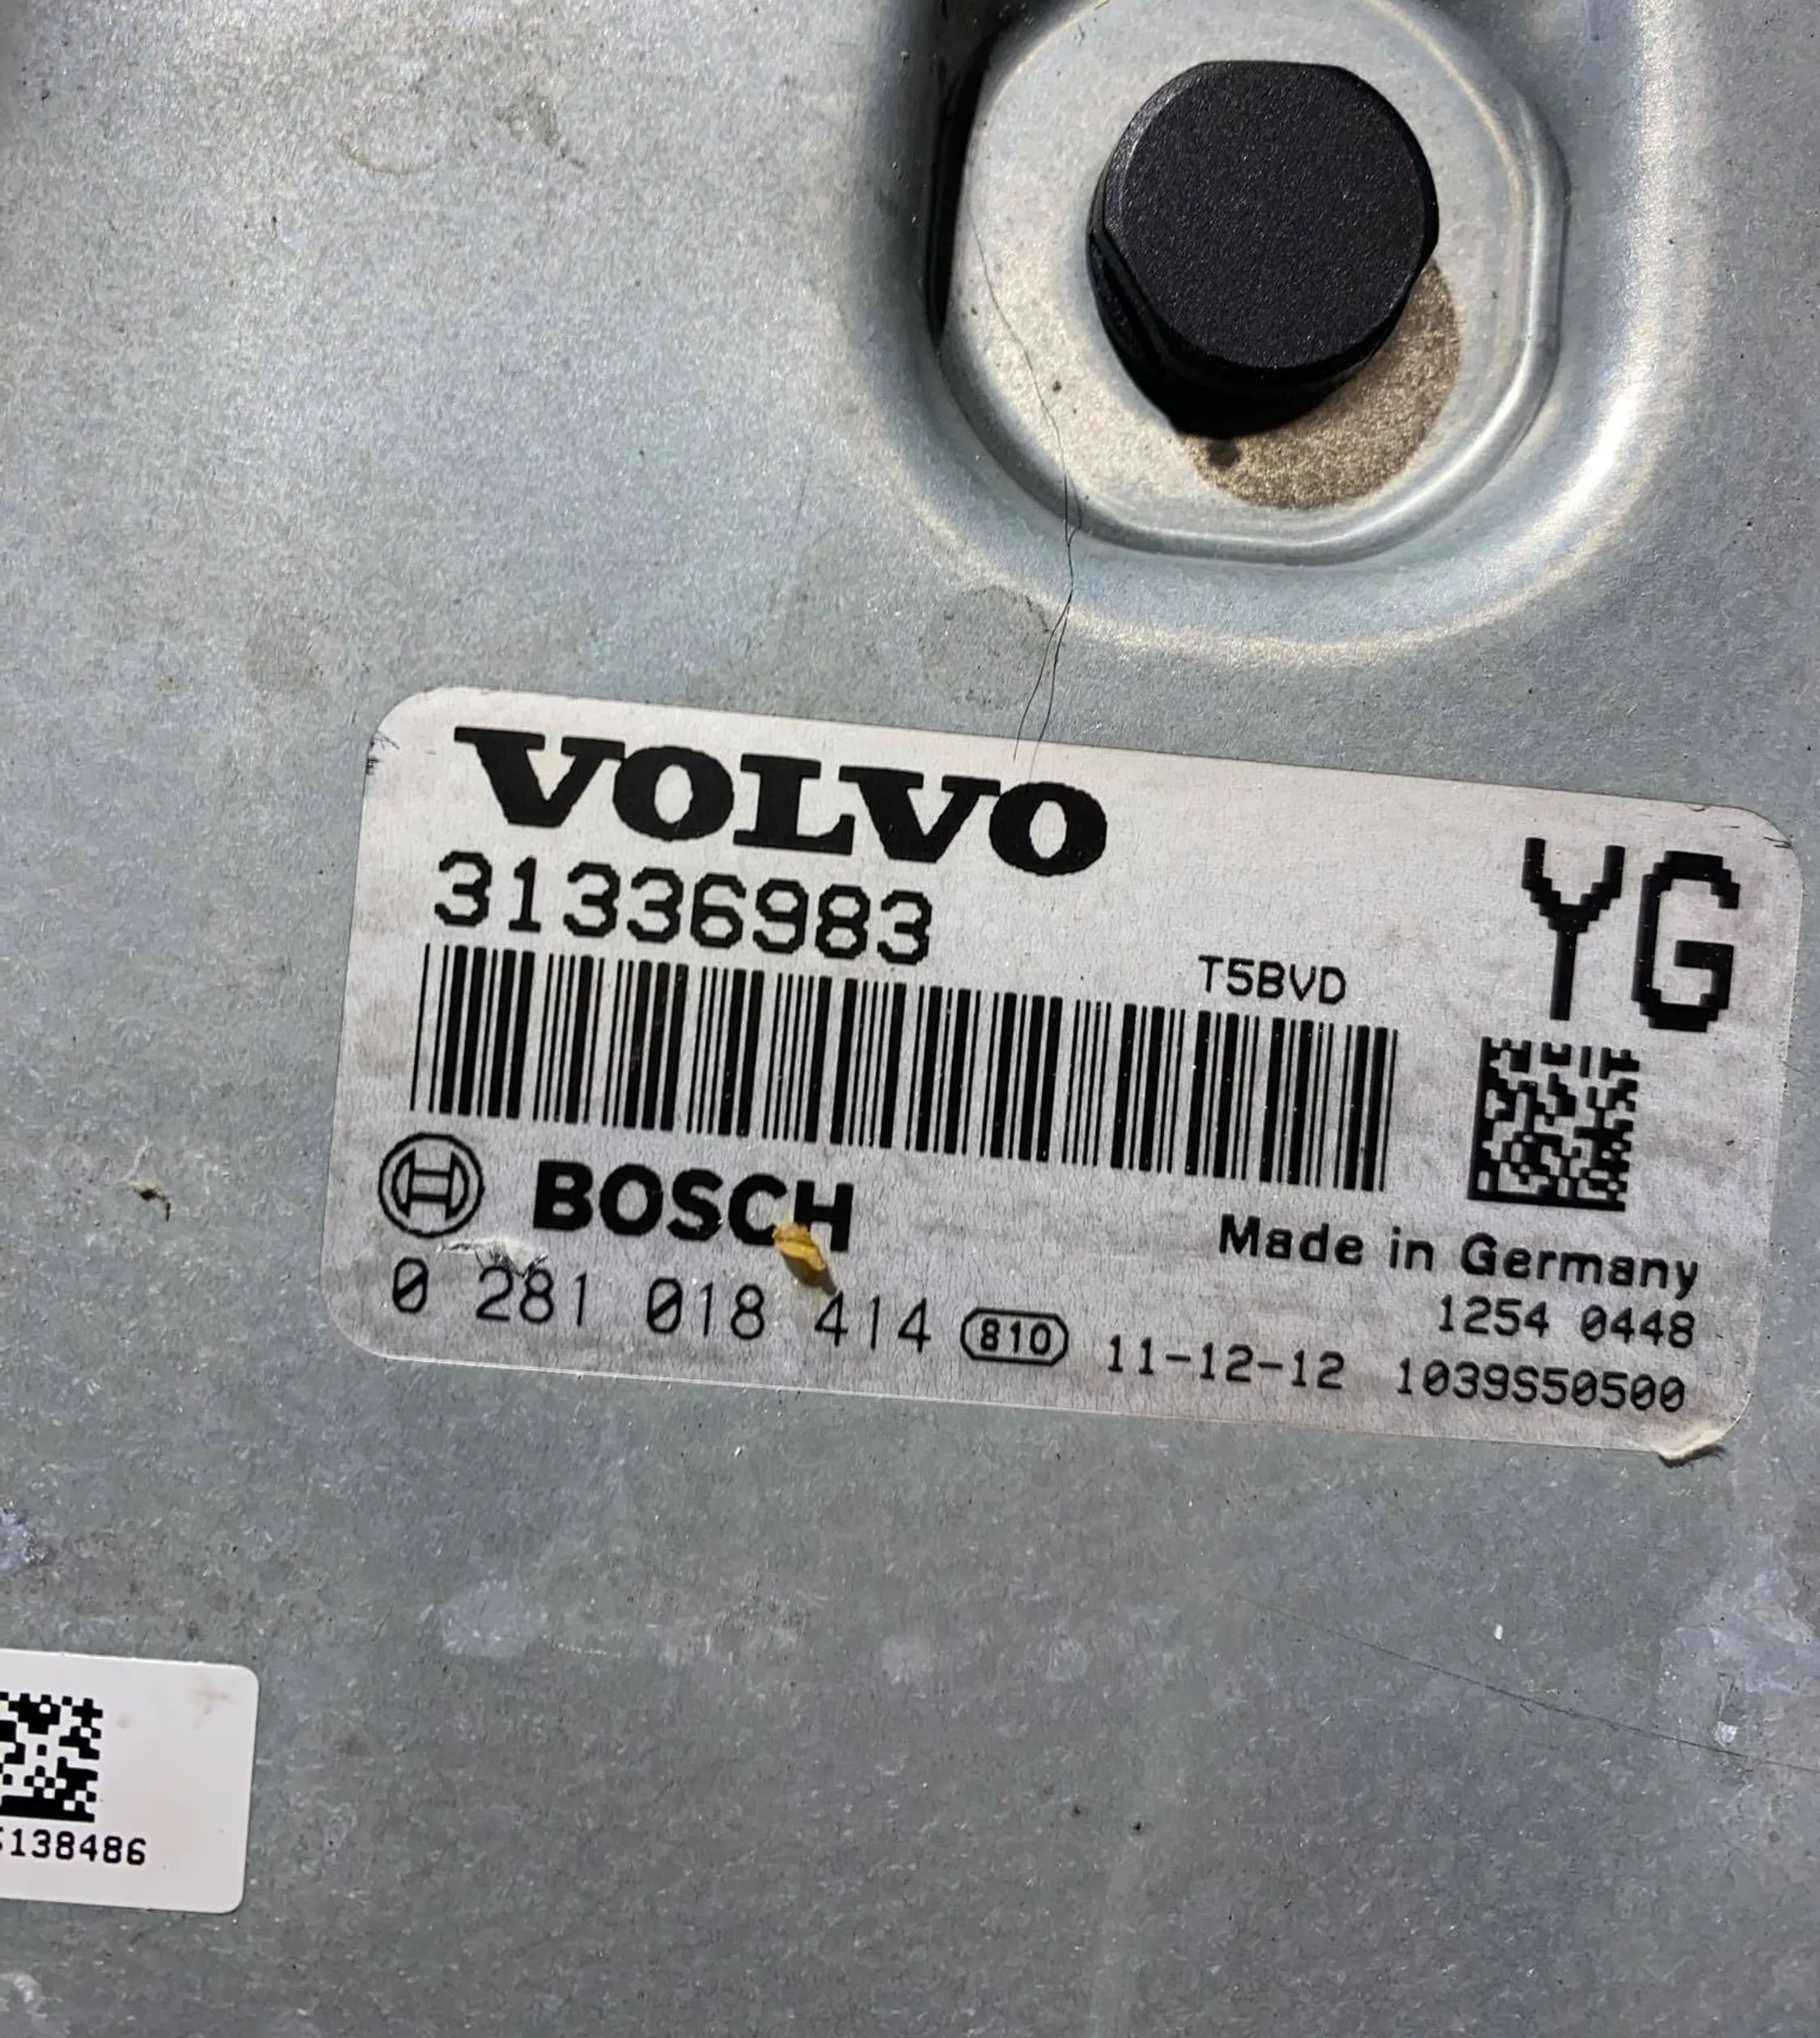 VOLVO
31336983
YG
T5BVD
BOSCH
Made in Germany
1254 0448
0 281 018 414 810 11-12-12 1039S50500
138486